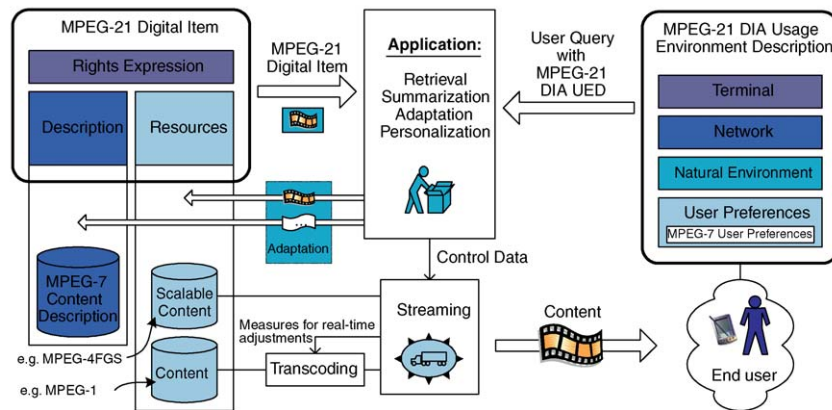 MPEG-21 Digital Item
Rights Expression
Description
Resources
MPEG-21
Digital Item
Application:
Retrieval
Summarization
Adaptation
Personalization
User Query
with
MPEG-21
DIA UED
MPEG-21 DIA Usage
Environment Description
Terminal
Network
Natural Environment
User Preferences
MPEG-7 User Preferences
Adaptation
Control Data
MPEG-7
Content
Description
Scalable
Content
Streaming
Content
Measures for real-time
adjustments
e.g. MPEG-4FGS
e.g. MPEG-1
Content
Transcoding
End user